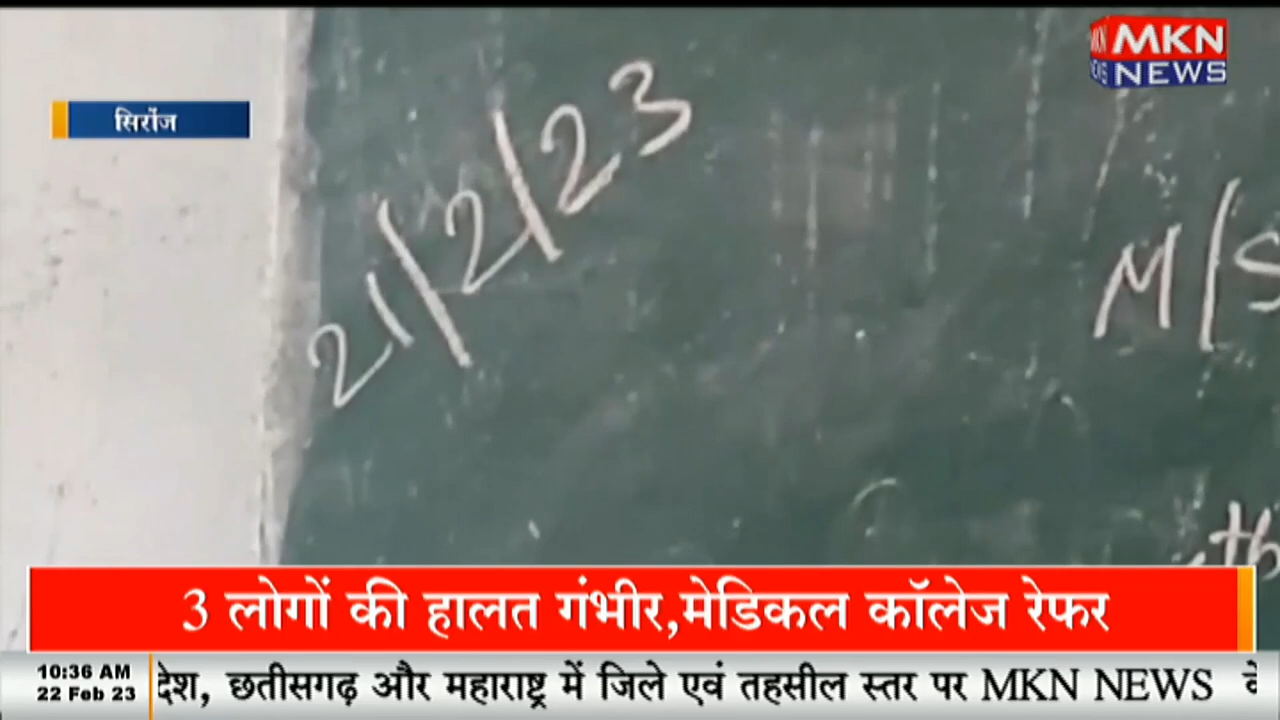 MKN
NEWS
सिरोंज
21/2/23
M/S
th
3 लोगों की हालत गंभीर,मेडिकल कॉलेज रेफर
10:36 AM
22 Feb 23
देश, छतीसगढ़ और महाराष्ट्र में जिले एवं तहसील स्तर पर MKN NEWS के